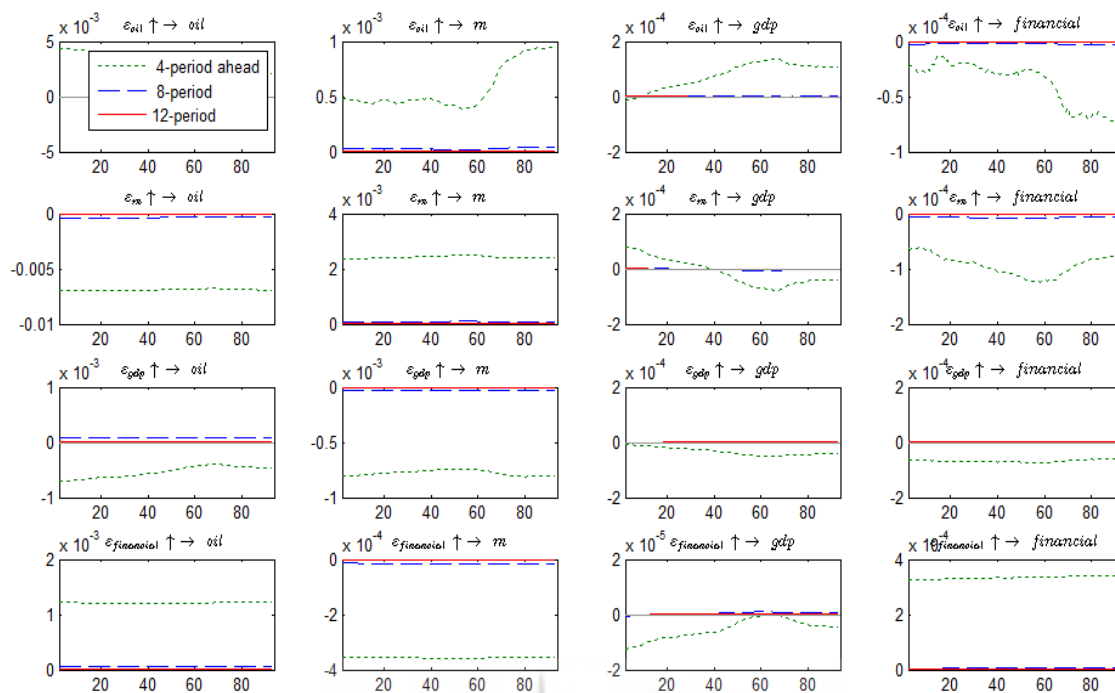 x 10⁻³ ε_oil ↑ → oil
5
0
-5
20 40 60 80
4-period ahead
8-period
12-period
x 10⁻³ ε_oil ↑ → m
1
0.5
0
20 40 60 80
x 10⁻⁴ ε_oil ↑ → gdp
2
0
-2
20 40 60 80
x 10⁻⁴ ε_oil ↑ → financial
0
-0.5
-1
20 40 60 80
ε_m ↑ → oil
0
-0.005
-0.01
20 40 60 80
x 10⁻³ ε_m ↑ → m
4
2
0
20 40 60 80
x 10⁻⁴ ε_m ↑ → gdp
2
0
-2
20 40 60 80
x 10⁻⁴ ε_m ↑ → financial
0
-1
-2
20 40 60 80
x 10⁻³ ε_gdp ↑ → oil
1
0
-1
20 40 60 80
x 10⁻³ ε_gdp ↑ → m
0
-0.5
-1
20 40 60 80
x 10⁻⁴ ε_gdp ↑ → gdp
2
0
-2
20 40 60 80
x 10⁻⁴ ε_gdp ↑ → financial
2
0
-2
20 40 60 80
x 10⁻³ ε_financial ↑ → oil
2
1
0
20 40 60 80
x 10⁻⁴ ε_financial ↑ → m
0
-2
-4
20 40 60 80
x 10⁻⁵ ε_financial ↑ → gdp
2
0
-2
20 40 60 80
x 10⁻⁴ ε_financial ↑ → financial
4
2
0
20 40 60 80